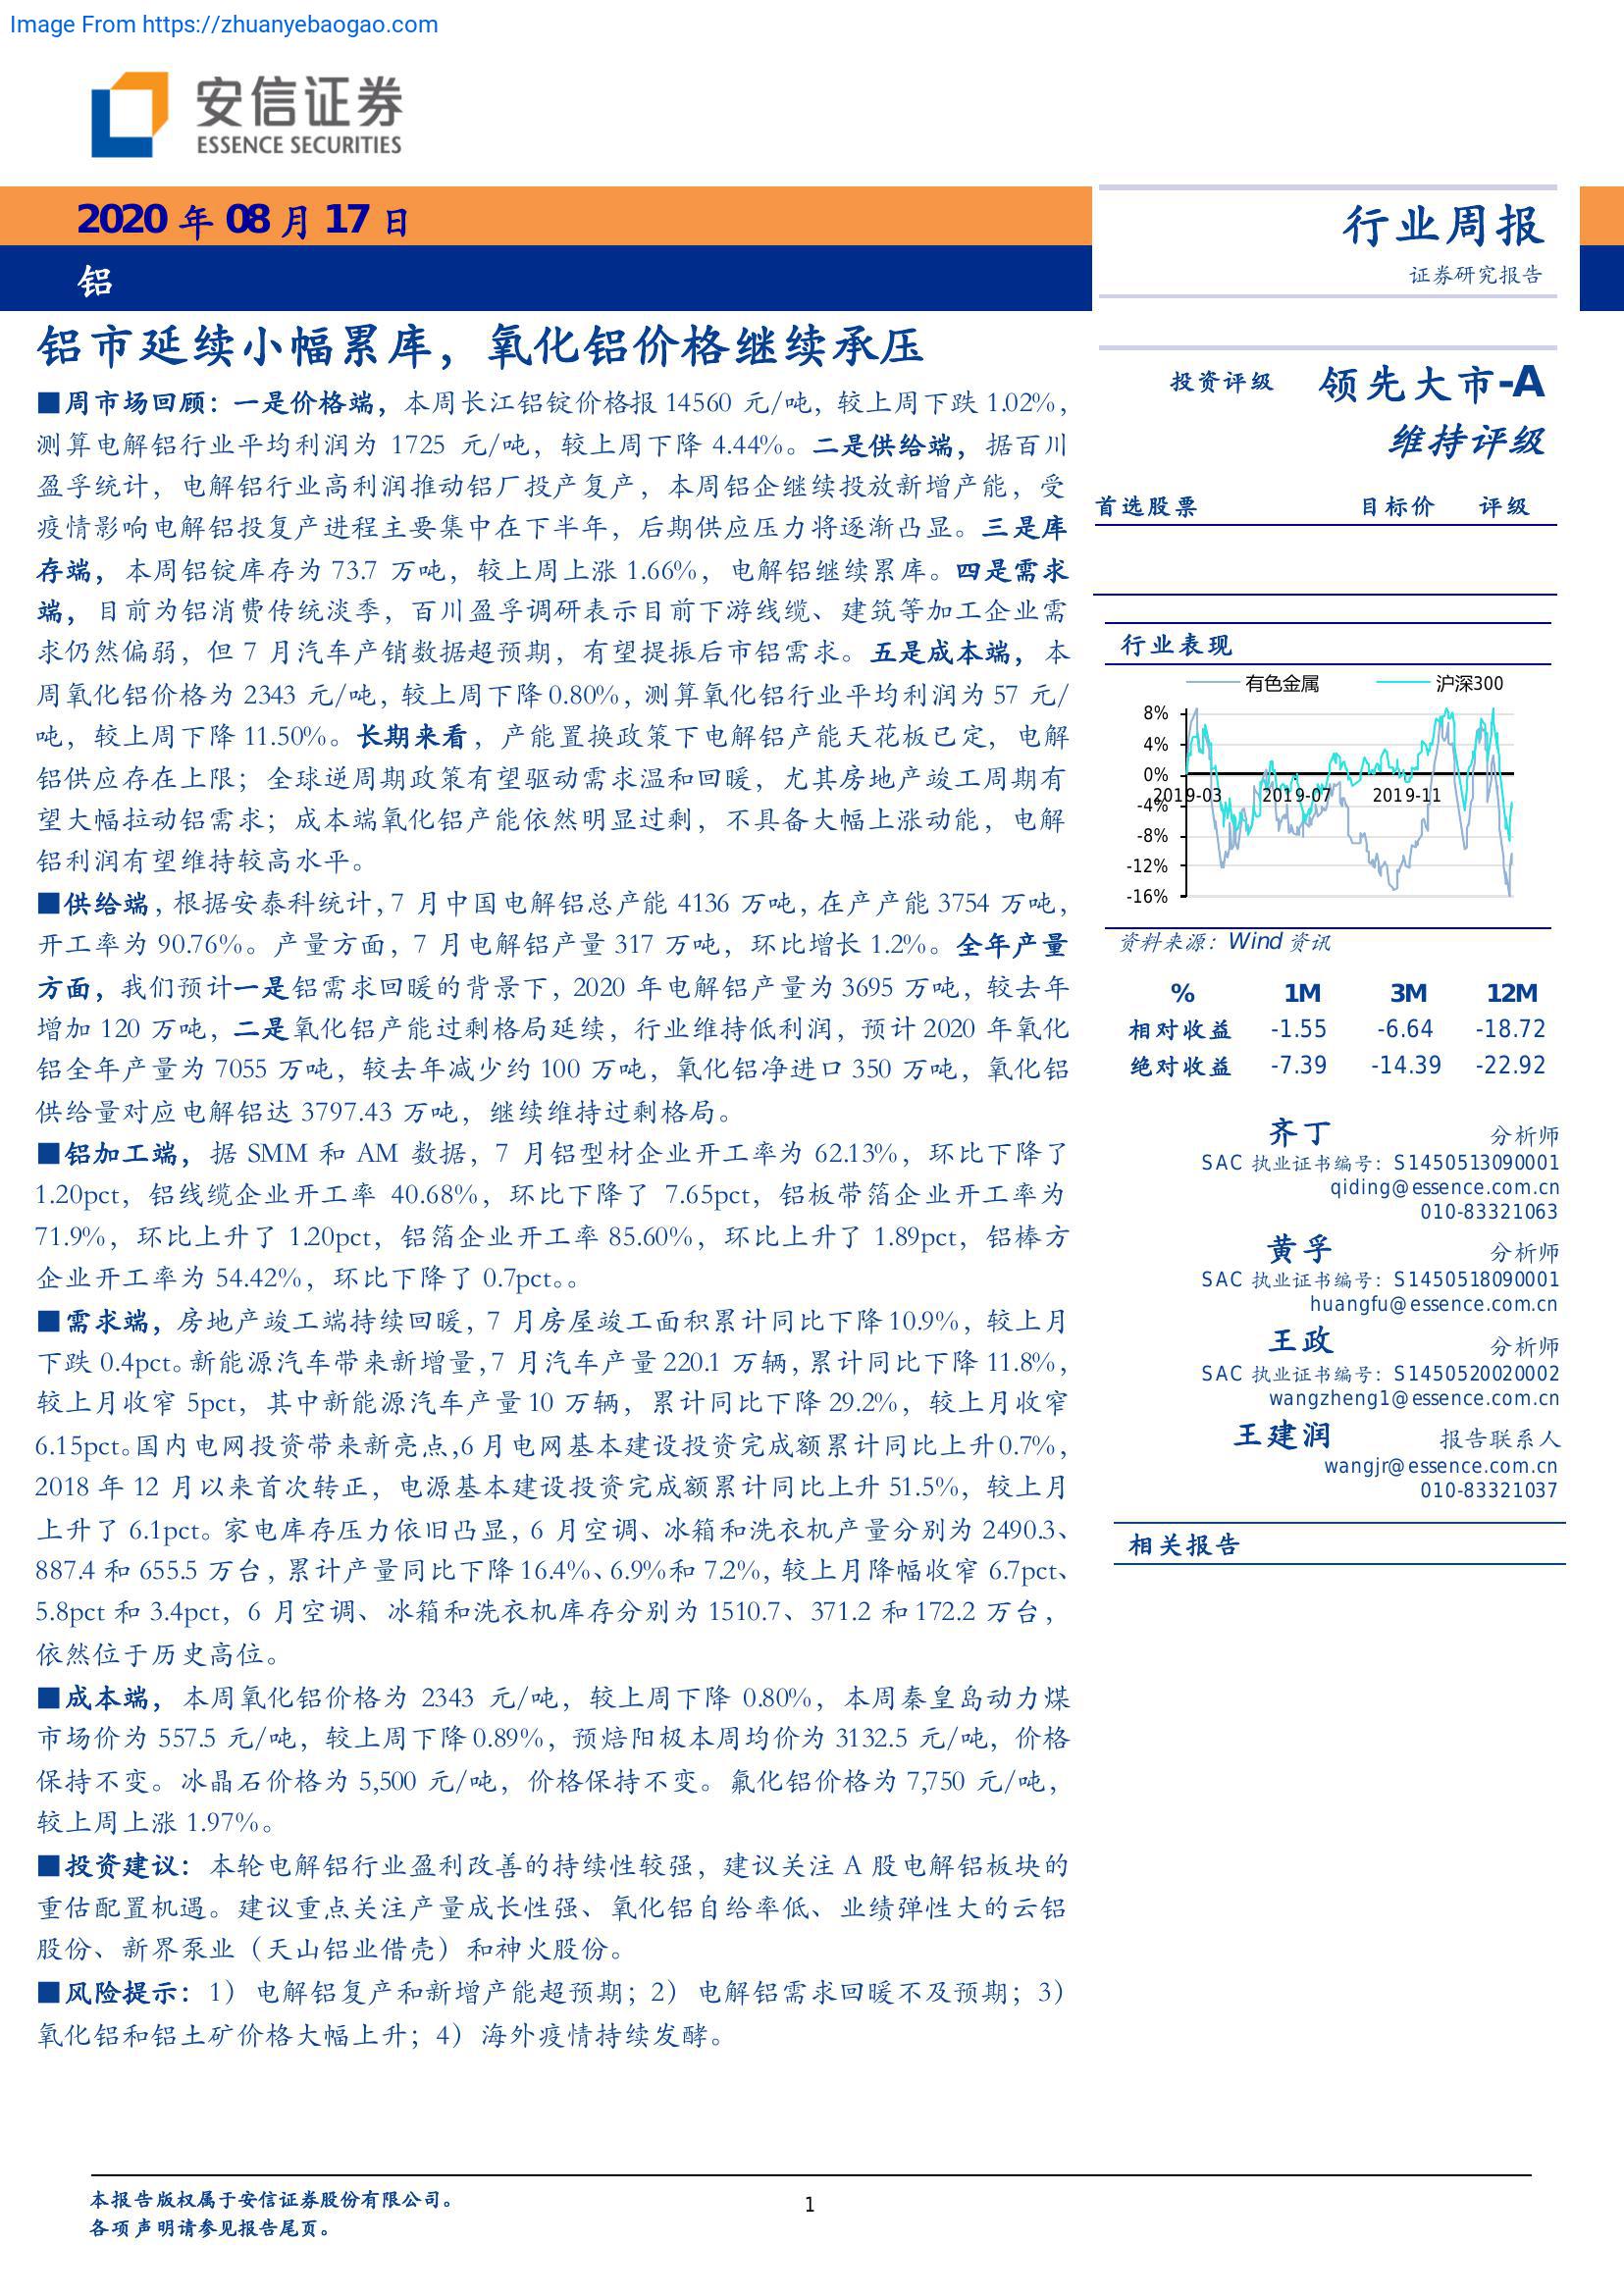 Image From https://zhuanyebaogao.com
安信证券
ESSENCE SECURITIES
2020 年 08 月 17 日
铝
行业周报
证券研究报告
铝市延续小幅累库，氧化铝价格继续承压
■周市场回顾：一是价格端，本周长江铝锭价格报 14560 元/吨，较上周下跌 1.02%，
测算电解铝行业平均利润为 1725 元/吨，较上周下降 4.44%。二是供给端，据百川
盈孚统计，电解铝行业高利润推动铝厂投产复产，本周铝企继续投放新增产能，受
疫情影响电解铝投复产进程主要集中在下半年，后期供应压力将逐渐凸显。三是库
存端，本周铝锭库存为 73.7 万吨，较上周上涨 1.66%，电解铝继续累库。四是需求
端，目前为铝消费传统淡季，百川盈孚调研表示目前下游线缆、建筑等加工企业需
求仍然偏弱，但 7 月汽车产销数据超预期，有望提振后市铝需求。五是成本端，本
周氧化铝价格为 2343 元/吨，较上周下降 0.80%，测算氧化铝行业平均利润为 57 元/
吨，较上周下降 11.50%。长期来看，产能置换政策下电解铝产能天花板已定，电解
铝供应存在上限；全球逆周期政策有望驱动需求温和回暖，尤其房地产竣工周期有
望大幅拉动铝需求；成本端氧化铝产能依然明显过剩，不具备大幅上涨动能，电解
铝利润有望维持较高水平。
■供给端，根据安泰科统计，7 月中国电解铝总产能 4136 万吨，在产产能 3754 万吨，
开工率为 90.76%。产量方面，7 月电解铝产量 317 万吨，环比增长 1.2%。全年产量
方面，我们预计一是铝需求回暖的背景下，2020 年电解铝产量为 3695 万吨，较去年
增加 120 万吨，二是氧化铝产能过剩格局延续，行业维持低利润，预计 2020 年氧化
铝全年产量为 7055 万吨，较去年减少约 100 万吨，氧化铝净进口 350 万吨，氧化铝
供给量对应电解铝达 3797.43 万吨，继续维持过剩格局。
■铝加工端，据 SMM 和 AM 数据，7 月铝型材企业开工率为 62.13%，环比下降了
1.20pct，铝线缆企业开工率 40.68%，环比下降了 7.65pct，铝板带箔企业开工率为
71.9%，环比上升了 1.20pct，铝箔企业开工率 85.60%，环比上升了 1.89pct，铝棒方
企业开工率为 54.42%，环比下降了 0.7pct。。
■需求端，房地产竣工端持续回暖，7 月房屋竣工面积累计同比下降 10.9%，较上月
下跌 0.4pct。新能源汽车带来新增量，7 月汽车产量 220.1 万辆，累计同比下降 11.8%，
较上月收窄 5pct，其中新能源汽车产量 10 万辆，累计同比下降 29.2%，较上月收窄
6.15pct。国内电网投资带来新亮点，6 月电网基本建设投资完成额累计同比上升 0.7%，
2018 年 12 月以来首次转正，电源基本建设投资完成额累计同比上升 51.5%，较上月
上升了 6.1pct。家电库存压力依旧凸显，6 月空调、冰箱和洗衣机产量分别为 2490.3、
887.4 和 655.5 万台，累计产量同比下降 16.4%、6.9%和 7.2%，较上月降幅收窄 6.7pct、
5.8pct 和 3.4pct，6 月空调、冰箱和洗衣机库存分别为 1510.7、371.2 和 172.2 万台，
依然位于历史高位。
■成本端，本周氧化铝价格为 2343 元/吨，较上周下降 0.80%，本周秦皇岛动力煤
市场价为 557.5 元/吨，较上周下降 0.89%，预焙阳极本周均价为 3132.5 元/吨，价格
保持不变。冰晶石价格为 5,500 元/吨，价格保持不变。氟化铝价格为 7,750 元/吨，
较上周上涨 1.97%。
■投资建议：本轮电解铝行业盈利改善的持续性较强，建议关注 A 股电解铝板块的
重估配置机遇。建议重点关注产量成长性强、氧化铝自给率低、业绩弹性大的云铝
股份、新界泵业（天山铝业借壳）和神火股份。
■风险提示：1）电解铝复产和新增产能超预期；2）电解铝需求回暖不及预期；3）
氧化铝和铝土矿价格大幅上升；4）海外疫情持续发酵。
投资评级 领先大市-A
维持评级
首选股票 目标价 评级
行业表现
有色金属 沪深300
8%
4%
0%
-4%
-8%
-12%
-16%
2019-03 2019-07 2019-11
资料来源：Wind 资讯
% 1M 3M 12M
相对收益 -1.55 -6.64 -18.72
绝对收益 -7.39 -14.39 -22.92
齐丁 分析师
SAC 执业证书编号：S1450513090001
qiding@essence.com.cn
010-83321063
黄孚 分析师
SAC 执业证书编号：S1450518090001
huangfu@essence.com.cn
王政 分析师
SAC 执业证书编号：S1450520020002
wangzheng1@essence.com.cn
王建润 报告联系人
wangjr@essence.com.cn
010-83321037
相关报告
本报告版权属于安信证券股份有限公司。
各项声明请参见报告尾页。
1